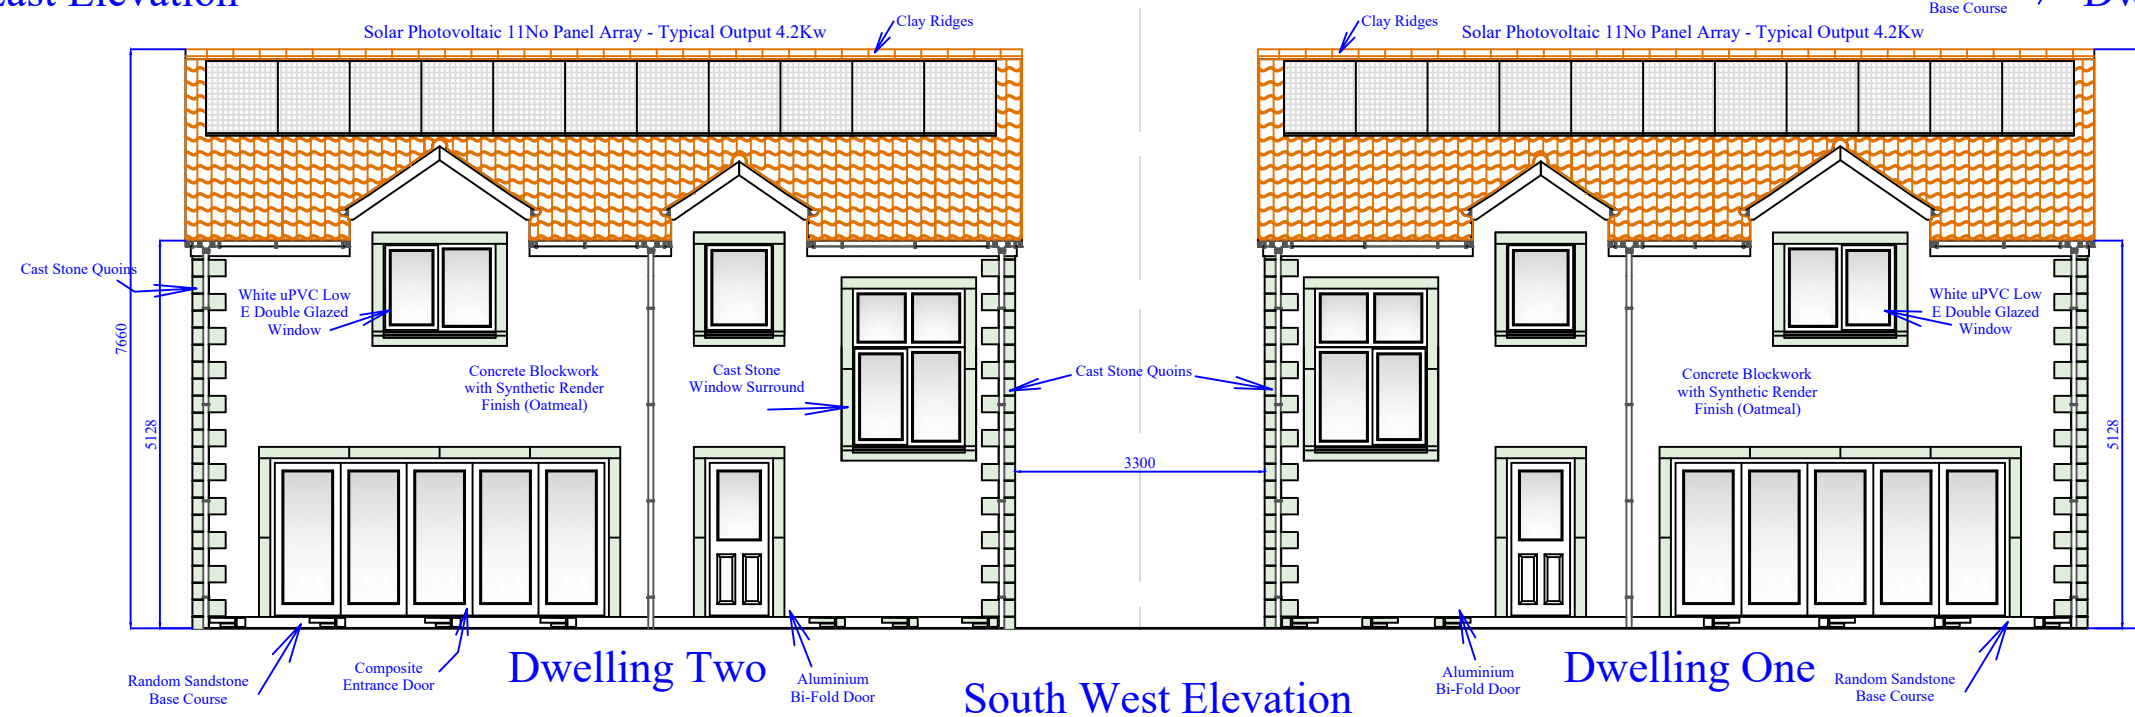 East Elevation
Base Course
Dw
Solar Photovoltaic 11No Panel Array - Typical Output 4.2Kw
Clay Ridges
Clay Ridges
Solar Photovoltaic 11No Panel Array - Typical Output 4.2Kw
Cast Stone Quoins
White uPVC Low
E Double Glazed
Window
7660
5128
Concrete Blockwork
with Synthetic Render
Finish (Oatmeal)
Cast Stone
Window Surround
Cast Stone Quoins
3300
White uPVC Low
E Double Glazed
Window
Concrete Blockwork
with Synthetic Render
Finish (Oatmeal)
5128
Random Sandstone
Base Course
Composite
Entrance Door
Dwelling Two
Aluminium
Bi-Fold Door
South West Elevation
Aluminium
Bi-Fold Door
Dwelling One
Random Sandstone
Base Course